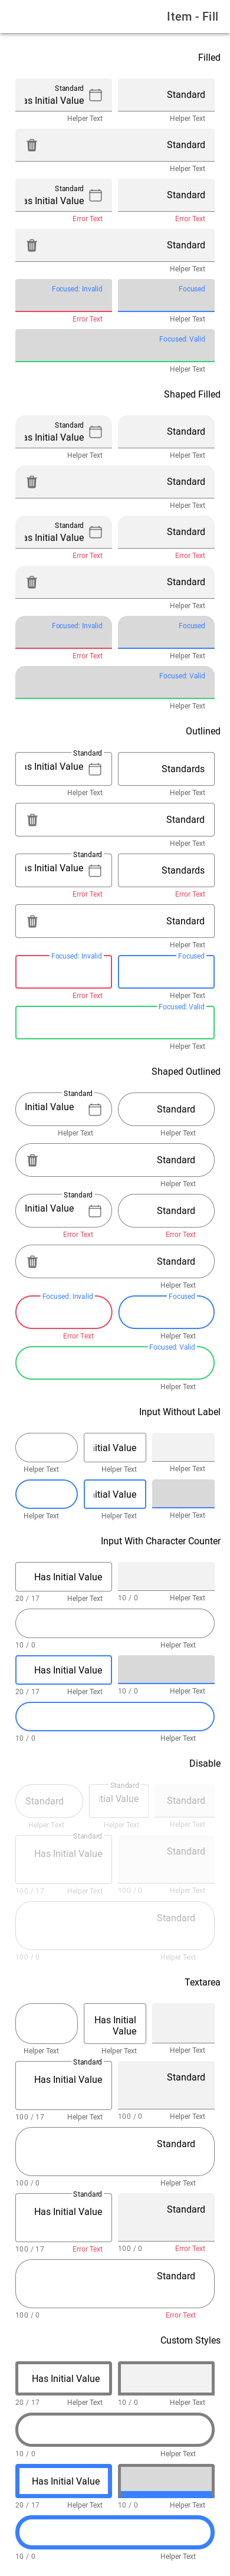 Item - Fill
Filled
Standard
as Initial Value
Standard
Helper Text
Helper Text
Standard
Helper Text
Standard
as Initial Value
Standard
Error Text
Error Text
Standard
Helper Text
Focused: Invalid
Focused
Error Text
Helper Text
Focused: Valid
Helper Text
Shaped Filled
Standard
as Initial Value
Standard
Helper Text
Helper Text
Standard
Helper Text
Standard
as Initial Value
Standard
Error Text
Error Text
Standard
Helper Text
Focused: Invalid
Focused
Error Text
Helper Text
Focused: Valid
Helper Text
Outlined
Standard
as Initial Value
Standards
Helper Text
Helper Text
Standard
Helper Text
Standard
as Initial Value
Standards
Error Text
Error Text
Standard
Helper Text
Focused: Invalid
Focused
Error Text
Helper Text
Focused: Valid
Helper Text
Shaped Outlined
Standard
Initial Value
Standard
Helper Text
Helper Text
Standard
Helper Text
Standard
Initial Value
Standard
Error Text
Error Text
Standard
Helper Text
Focused: Invalid
Focused
Error Text
Helper Text
Focused: Valid
Helper Text
Input Without Label
nitial Value
Helper Text
Helper Text
Helper Text
nitial Value
Helper Text
Helper Text
Helper Text
Input With Character Counter
Has Initial Value
20 / 17
Helper Text
10 / 0
Helper Text
10 / 0
Helper Text
Has Initial Value
20 / 17
Helper Text
10 / 0
Helper Text
10 / 0
Helper Text
Disable
Standard
Standard
tial Value
Standard
Helper Text
Helper Text
Helper Text
Standard
Has Initial Value
Standard
100 / 17
Helper Text
100 / 0
Helper Text
Standard
100 / 0
Helper Text
Textarea
Has Initial
Value
Helper Text
Helper Text
Helper Text
Standard
Has Initial Value
Standard
100 / 17
Helper Text
100 / 0
Helper Text
Standard
100 / 0
Helper Text
Standard
Has Initial Value
Standard
100 / 17
Error Text
100 / 0
Error Text
Standard
100 / 0
Error Text
Custom Styles
Has Initial Value
20 / 17
Helper Text
10 / 0
Helper Text
10 / 0
Helper Text
Has Initial Value
20 / 17
Helper Text
10 / 0
Helper Text
10 / 0
Helper Text